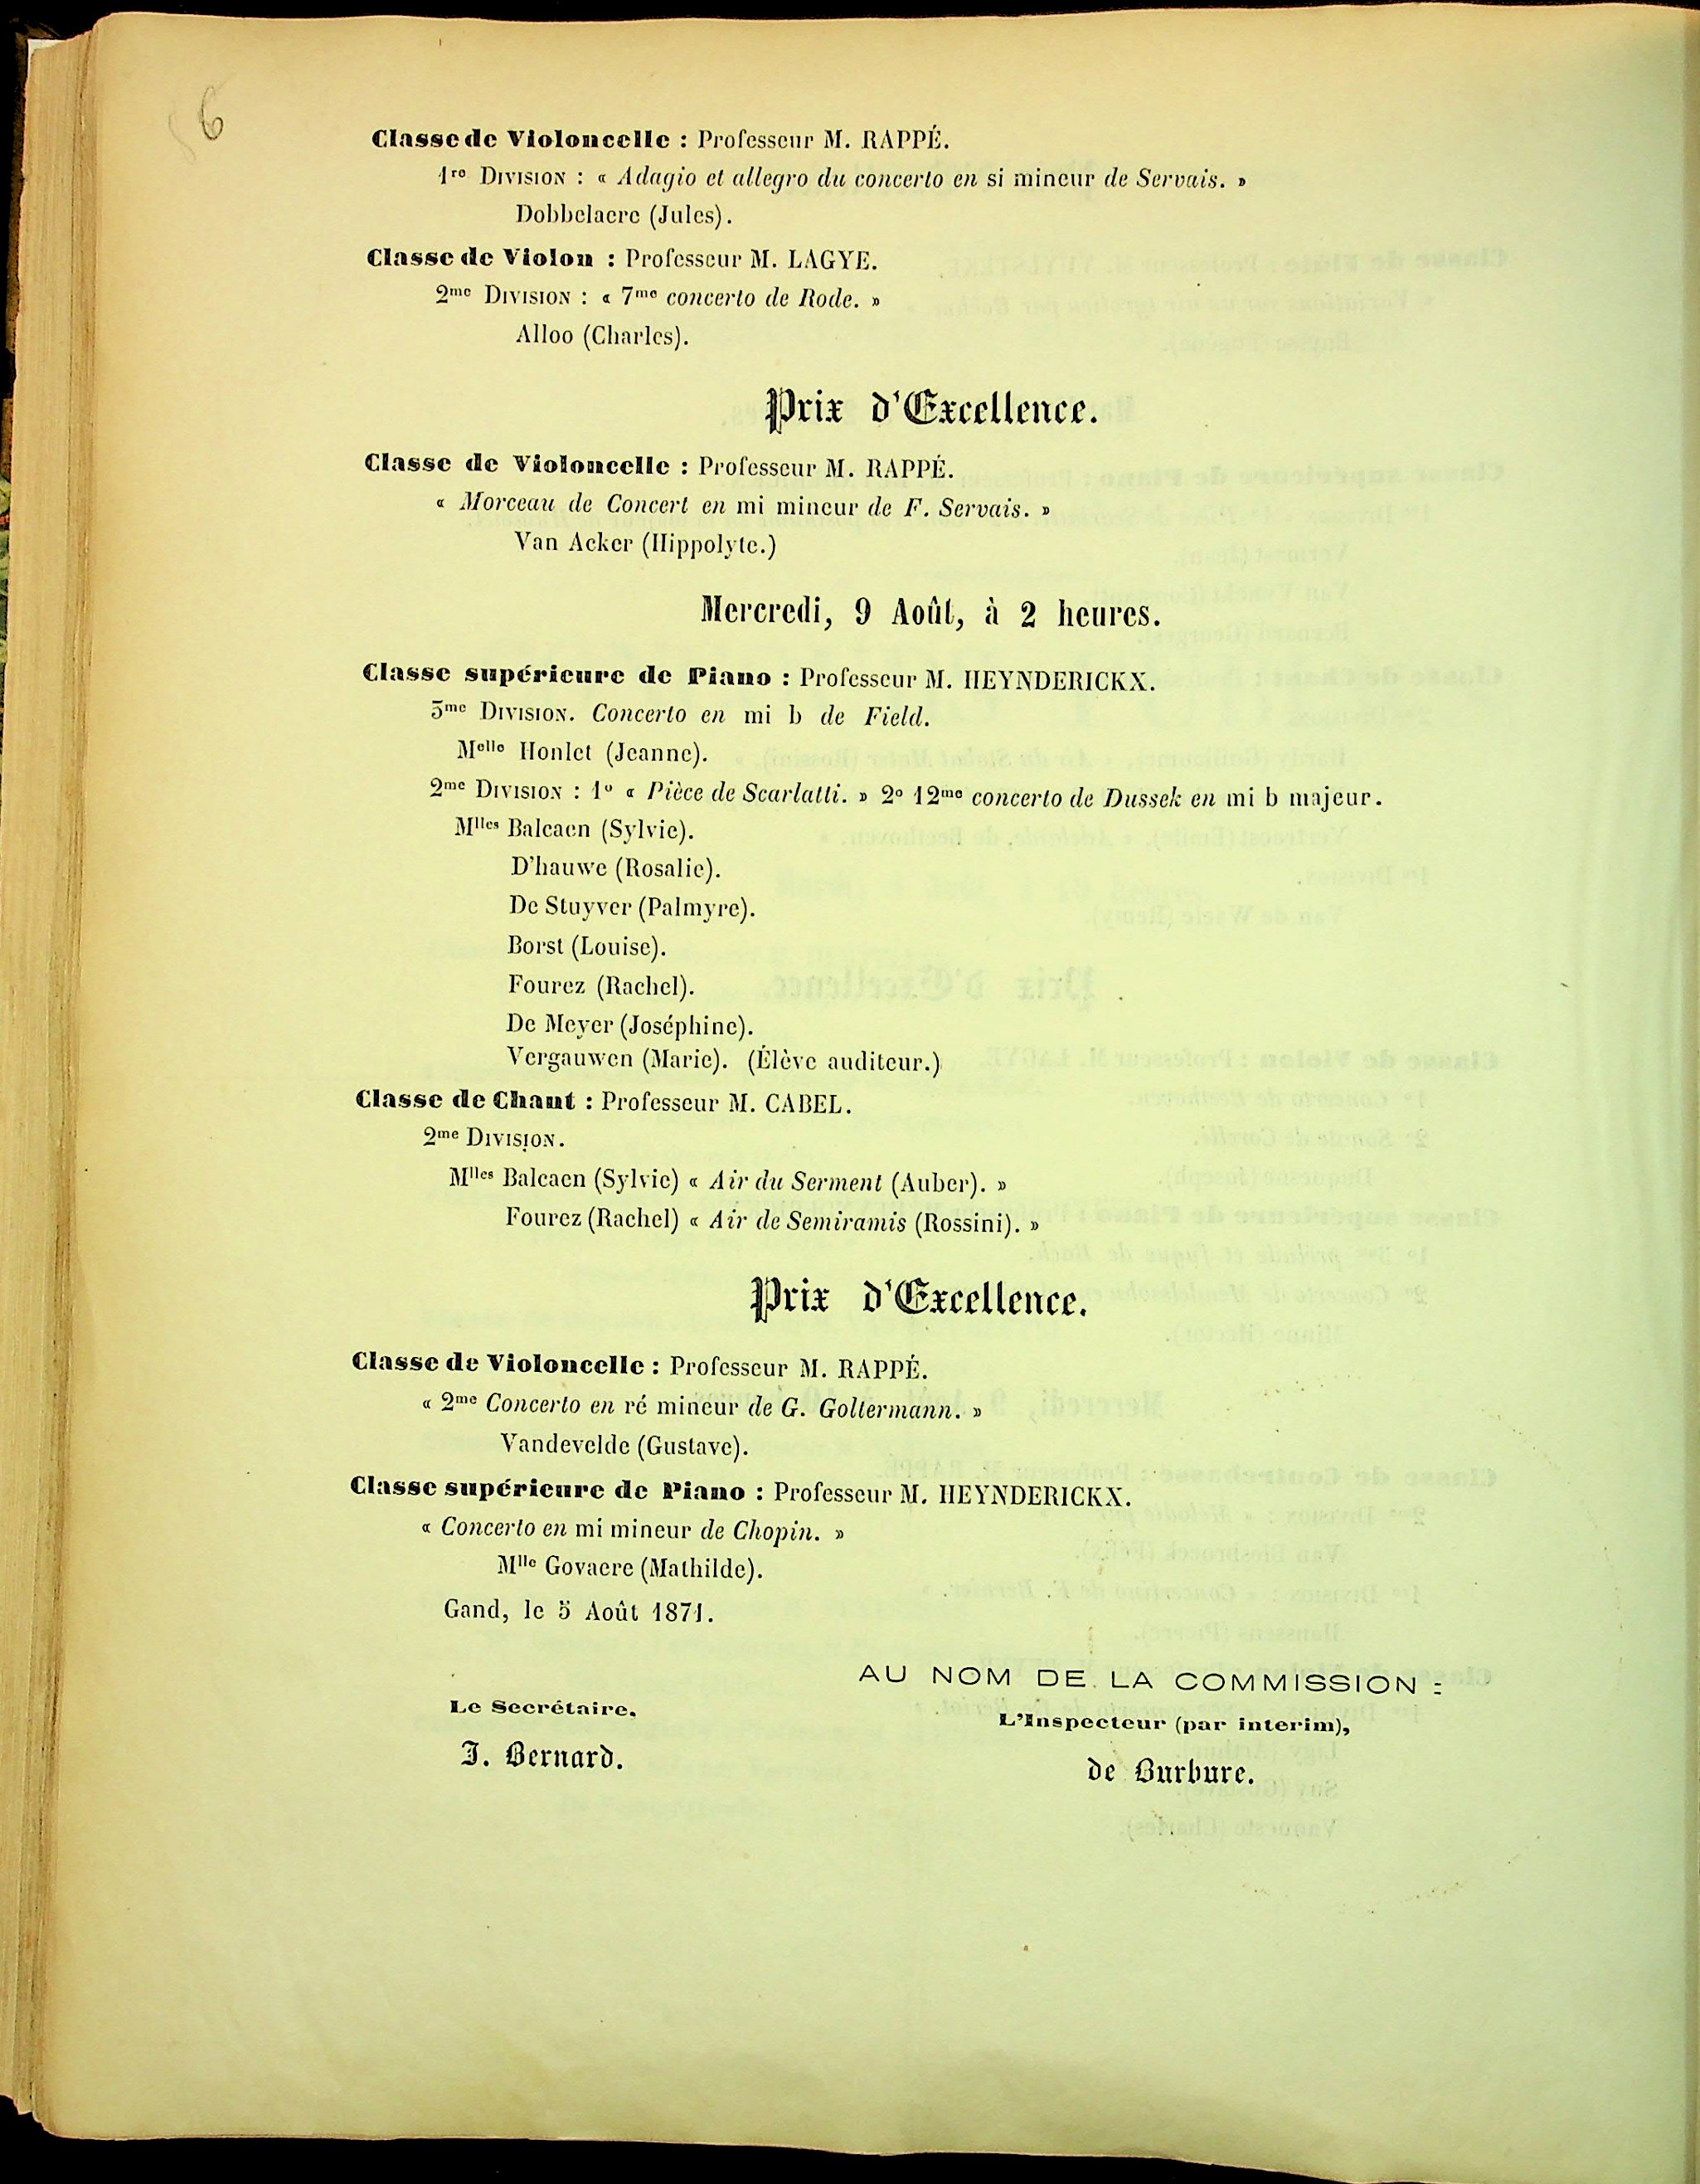 6
Classe de Violoncelle : Professeur M. RAPPÉ.
1re DIVISION : « Adagio et allegro du concerto en si mineur de Servais. »
Dobbelaere (Jules).
Classe de Violon : Professeur M. LAGYE.
2me DIVISION : « 7me concerto de Rode. »
Alloo (Charles).
Prix d'Excellence.
Classe de Violoncelle : Professeur M. RAPPÉ.
« Morceau de Concert en mi mineur de F. Servais. »
Van Acker (Hippolyte.)
Mercredi, 9 Août, à 2 heures.
Classe supérieure de Piano : Professeur M. HEYNDERICKX.
3me DIVISION. Concerto en mi b de Field.
Melle Honlet (Jeanne).
2me DIVISION : 1o « Pièce de Scarlatti. » 2o 12me concerto de Dussek en mi b majeur.
Mlles Balcaen (Sylvie).
D'hauwe (Rosalie).
De Stuyver (Palmyre).
Borst (Louise).
Fourez (Rachel).
De Meyer (Joséphine).
Vergauwen (Marie). (Élève auditeur.)
Classe de Chant : Professeur M. CABEL.
2me DIVISION.
Mlles Balcaen (Sylvie) « Air du Serment (Auber). »
Fourez (Rachel) « Air de Semiramis (Rossini). »
Prix d'Excellence.
Classe de Violoncelle : Professeur M. RAPPÉ.
« 2me Concerto en ré mineur de G. Goltermann. »
Vandevelde (Gustave).
Classe supérieure de Piano : Professeur M. HEYNDERICKX.
« Concerto en mi mineur de Chopin. »
Mlle Govaere (Mathilde).
Gand, le 5 Août 1871.
AU NOM DE LA COMMISSION :
Le Secrétaire,
L'Inspecteur (par interim),
J. Bernard.
de Burbure.